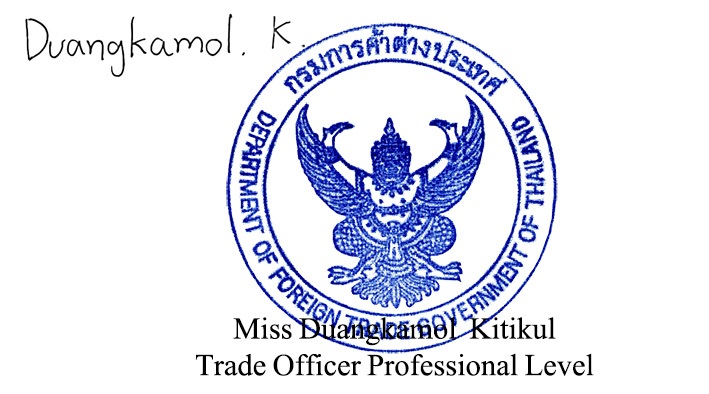 Duangkamol. K.
กรมการค้าต่างประเทศ
DEPARTMENT OF FOREIGN TRADE GOVERNMENT OF THAILAND
Miss Duangkamol Kitikul
Trade Officer Professional Level